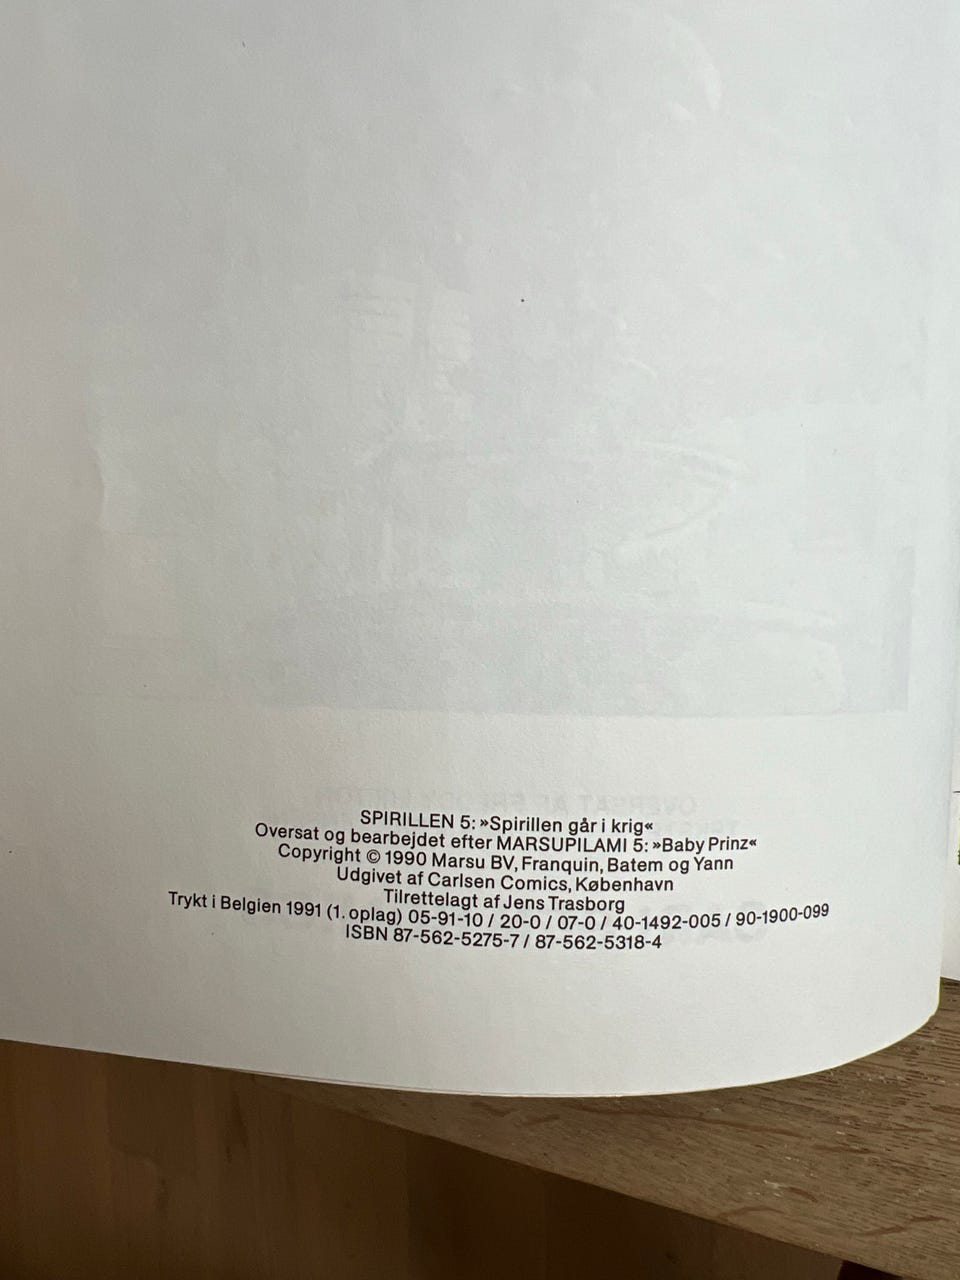 SPIRILLEN 5: »Spirillen går i krig«
Oversat og bearbejdet efter MARSUPILAMI 5: »Baby Prinz«
Copyright © 1990 Marsu BV, Franquin, Batem og Yann
Udgivet af Carlsen Comics, København
Tilrettelagt af Jens Trasborg
Trykt i Belgien 1991 (1. oplag) 05-91-10 / 20-0 / 07-0 / 40-1492-005 / 90-1900-099
ISBN 87-562-5275-7 / 87-562-5318-4